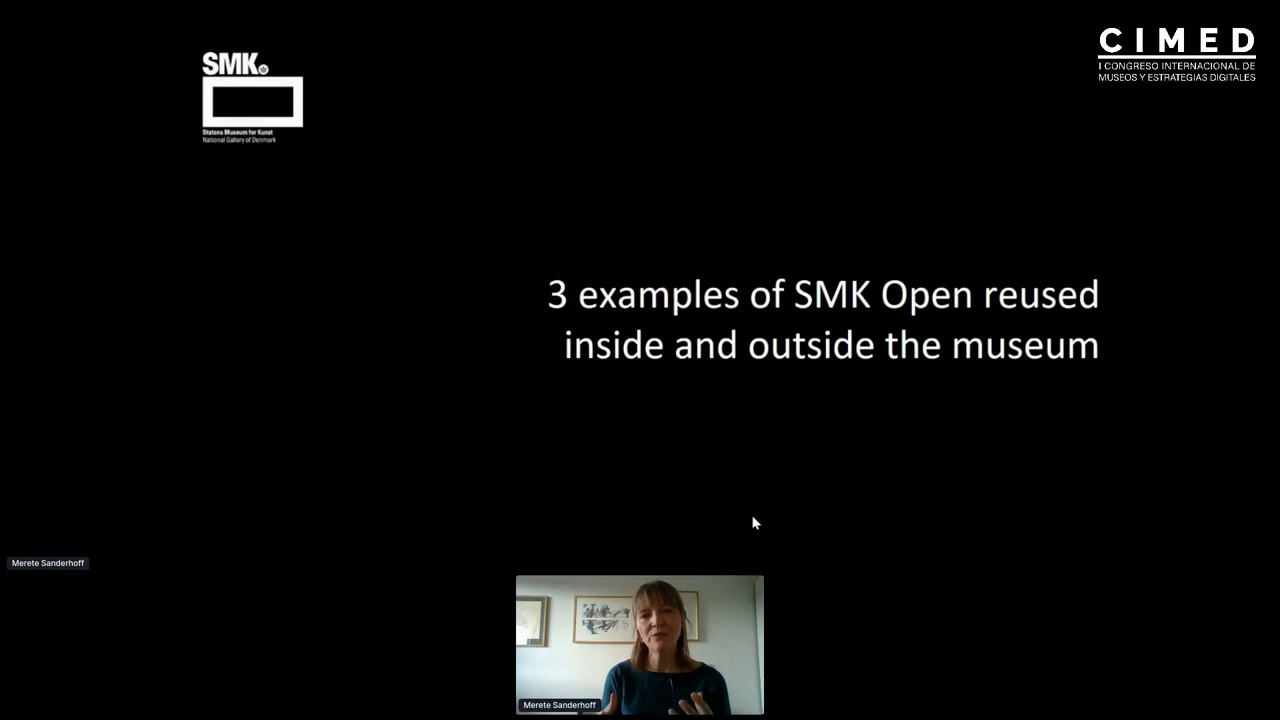 SMK
Statens Museum for Kunst
National Gallery of Denmark
CIMED
I CONGRESO INTERNACIONAL DE
MUSEOS Y ESTRATEGIAS DIGITALES
3 examples of SMK Open reused
inside and outside the museum
Merete Sanderhoff
Merete Sanderhoff